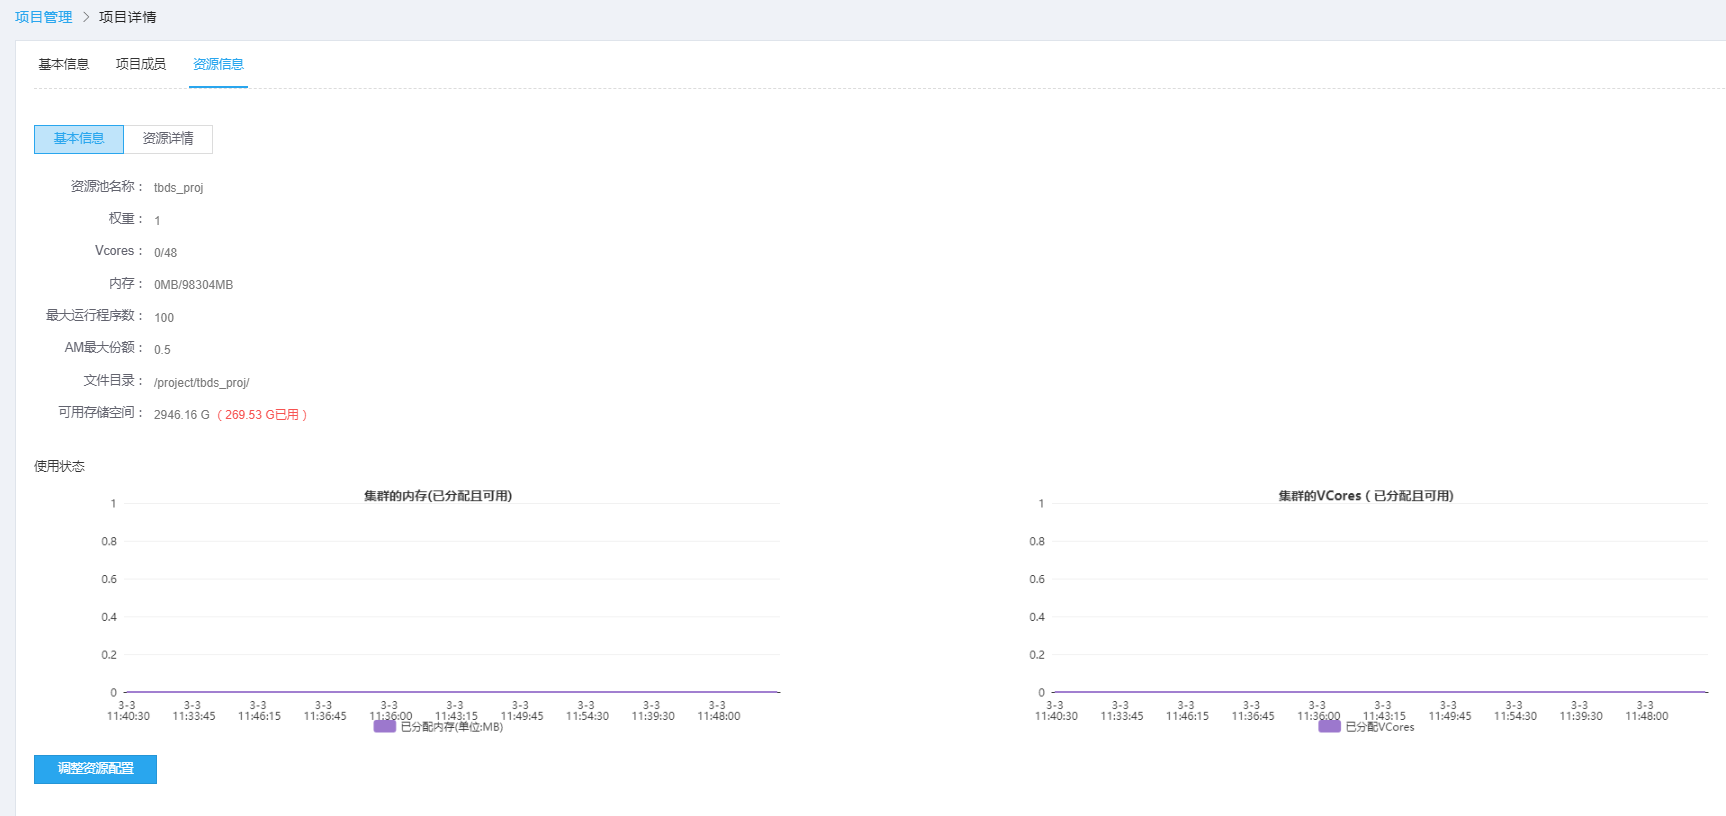 项目管理 > 项目详情
基本信息 项目成员 资源信息
基本信息 资源详情
资源池名称： tbds_proj
权重： 1
Vcores： 0/48
内存： 0MB/98304MB
最大运行程序数： 100
AM最大份额： 0.5
文件目录： /project/tbds_proj/
可用存储空间： 2946.16 G （269.53 G已用）
使用状态
集群的内存(已分配且可用)
1
0.8
0.6
0.4
0.2
0
3-3 3-3 3-3 3-3 3-3 3-3 3-3 3-3 3-3 3-3
11:40:30 11:33:45 11:46:15 11:36:45 11:36:00 11:43:15 11:49:45 11:54:30 11:39:30 11:48:00
已分配内存(单位:MB)
集群的VCores（已分配且可用)
1
0.8
0.6
0.4
0.2
0
3-3 3-3 3-3 3-3 3-3 3-3 3-3 3-3 3-3 3-3
11:40:30 11:33:45 11:46:15 11:36:45 11:36:00 11:43:15 11:49:45 11:54:30 11:39:30 11:48:00
已分配VCores
调整资源配置